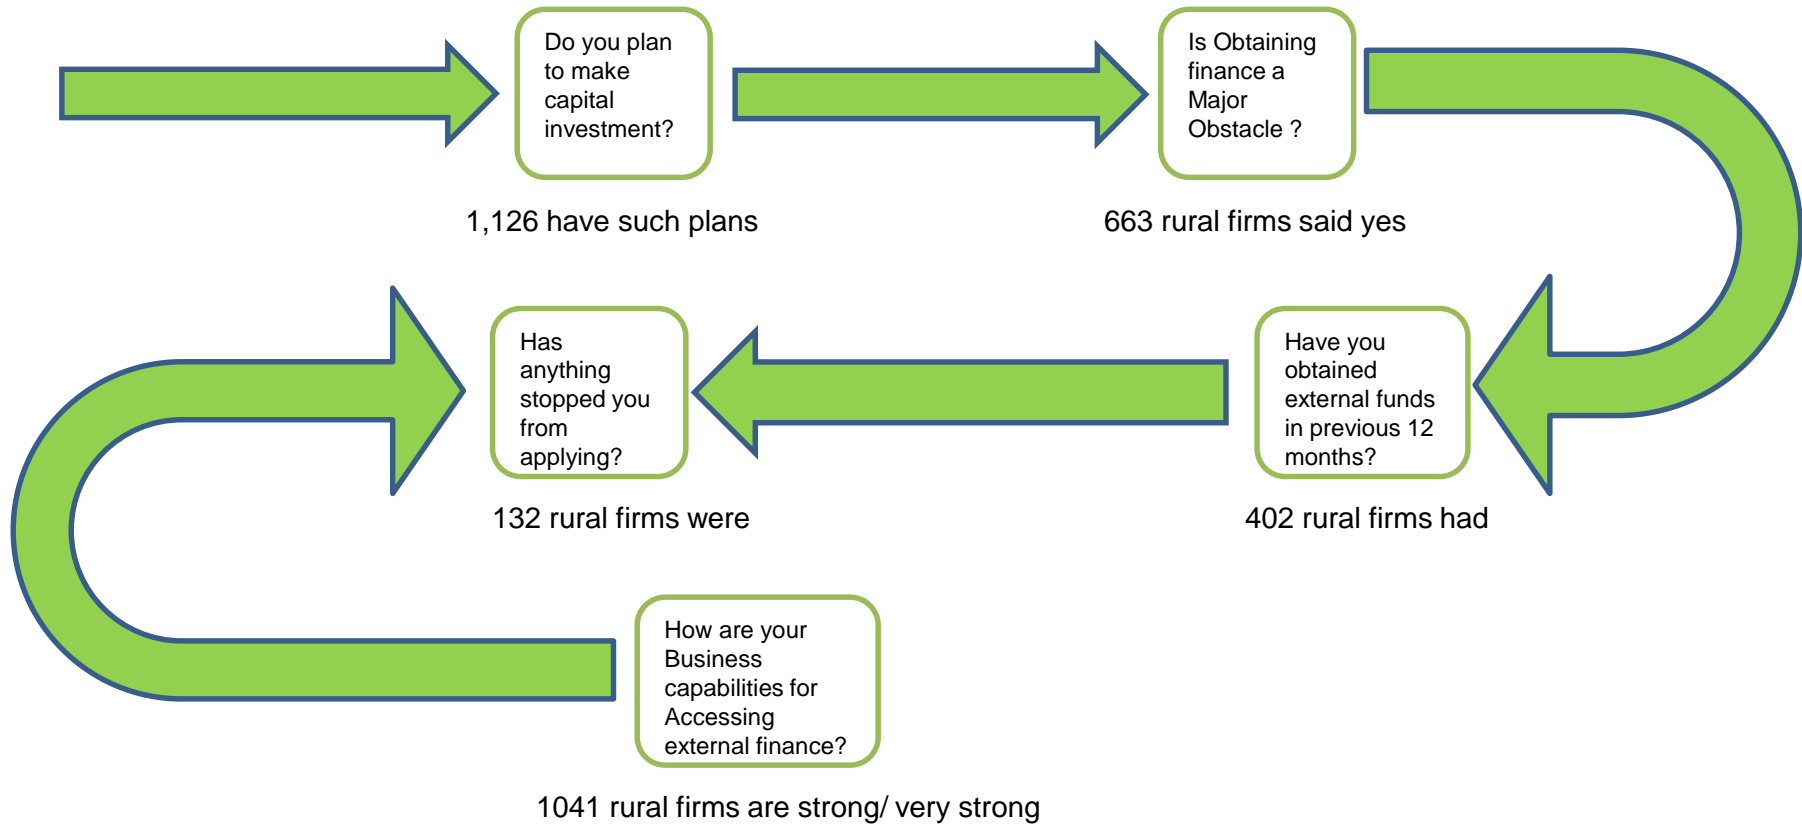 Do you plan
to make
capital
investment?
1,126 have such plans
Is Obtaining
finance a
Major
Obstacle ?
663 rural firms said yes
Have you
obtained
external funds
in previous 12
months?
402 rural firms had
Has
anything
stopped you
from
applying?
132 rural firms were
How are your
Business
capabilities for
Accessing
external finance?
1041 rural firms are strong/ very strong